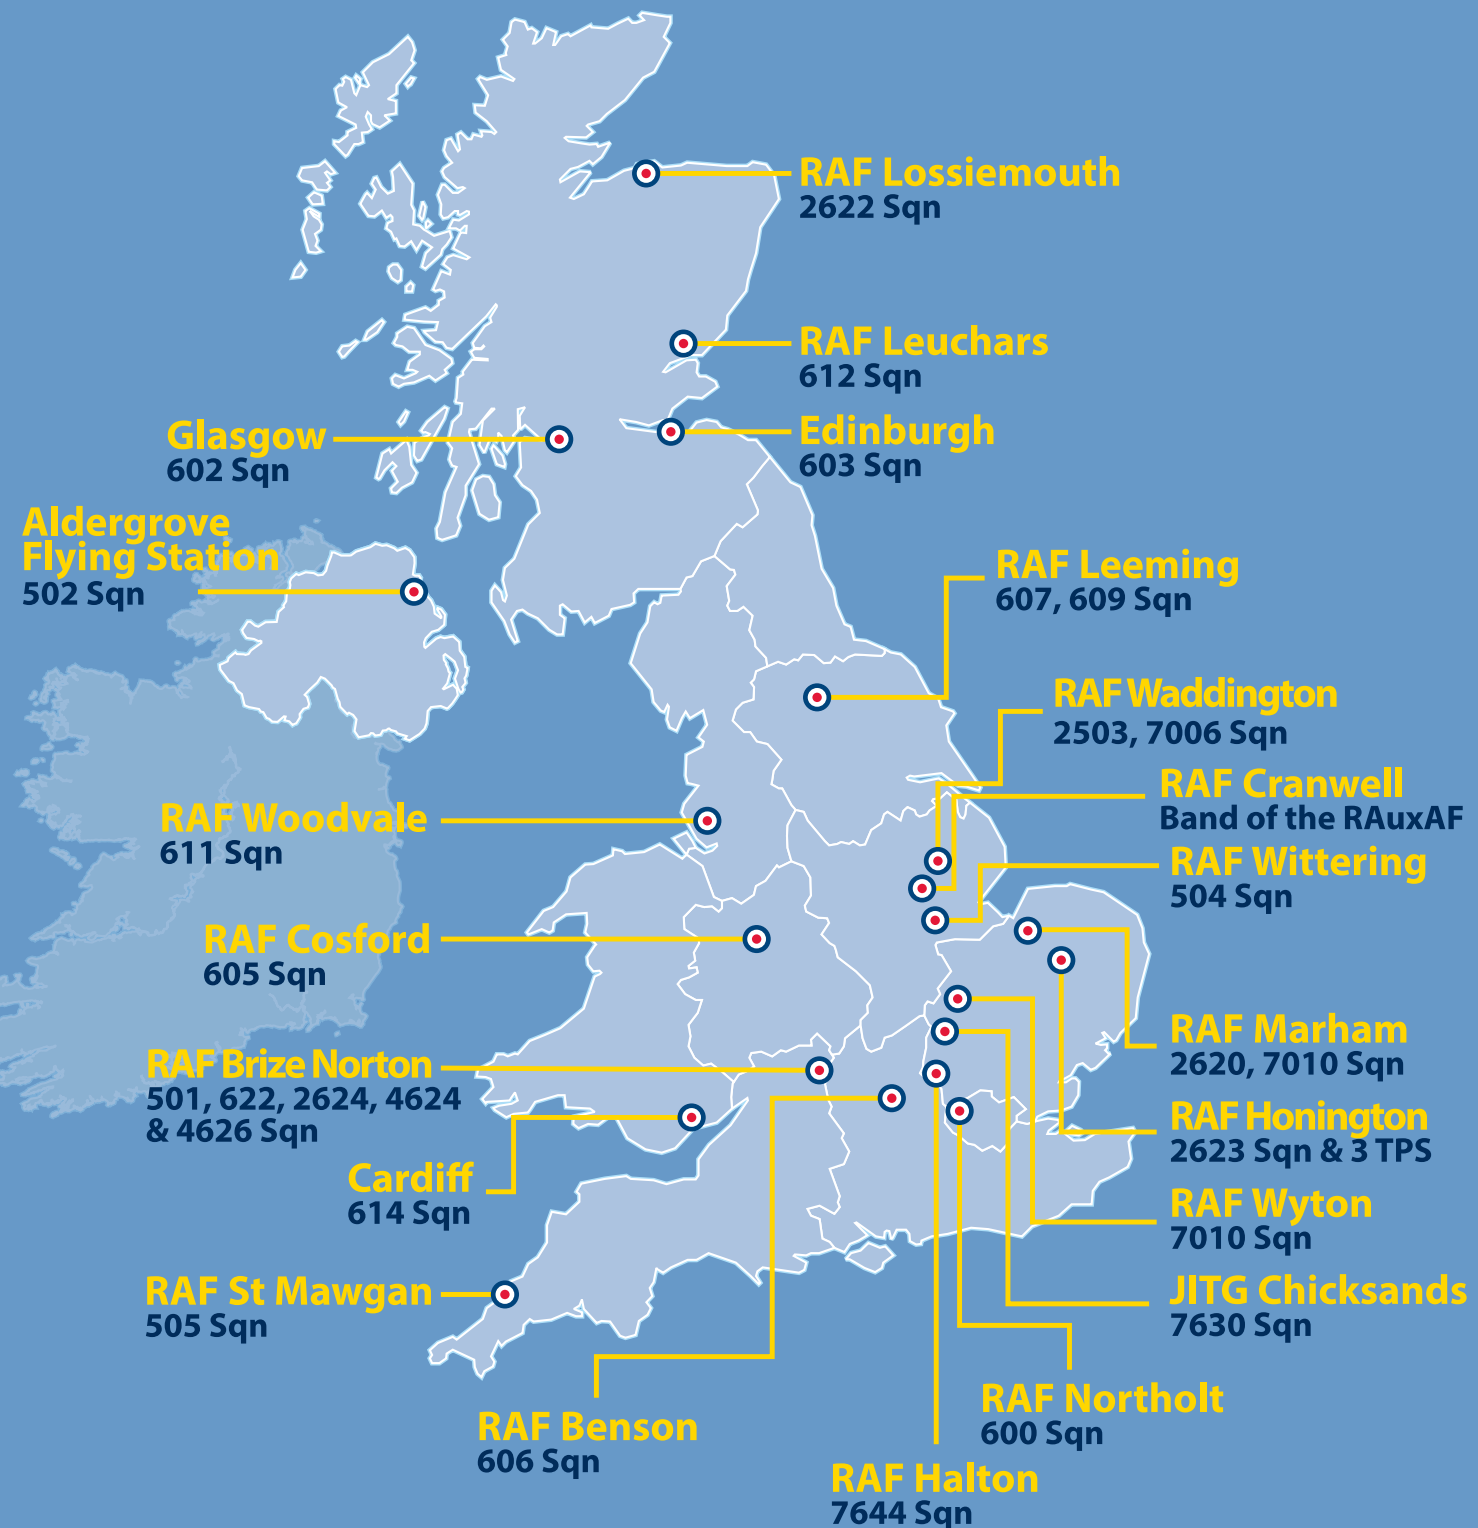 RAF Lossiemouth
2622 Sqn
RAF Leuchars
612 Sqn
Glasgow
602 Sqn
Edinburgh
603 Sqn
Aldergrove
Flying Station
502 Sqn
RAF Leeming
607, 609 Sqn
RAF Waddington
2503, 7006 Sqn
RAF Cranwell
Band of the RAuxAF
RAF Woodvale
611 Sqn
RAF Wittering
504 Sqn
RAF Cosford
605 Sqn
RAF Marham
2620, 7010 Sqn
RAF Brize Norton
501, 622, 2624, 4624
& 4626 Sqn
RAF Honington
2623 Sqn & 3 TPS
Cardiff
614 Sqn
RAF Wyton
7010 Sqn
RAF St Mawgan
505 Sqn
JITG Chicksands
7630 Sqn
RAF Northolt
600 Sqn
RAF Benson
606 Sqn
RAF Halton
7644 Sqn